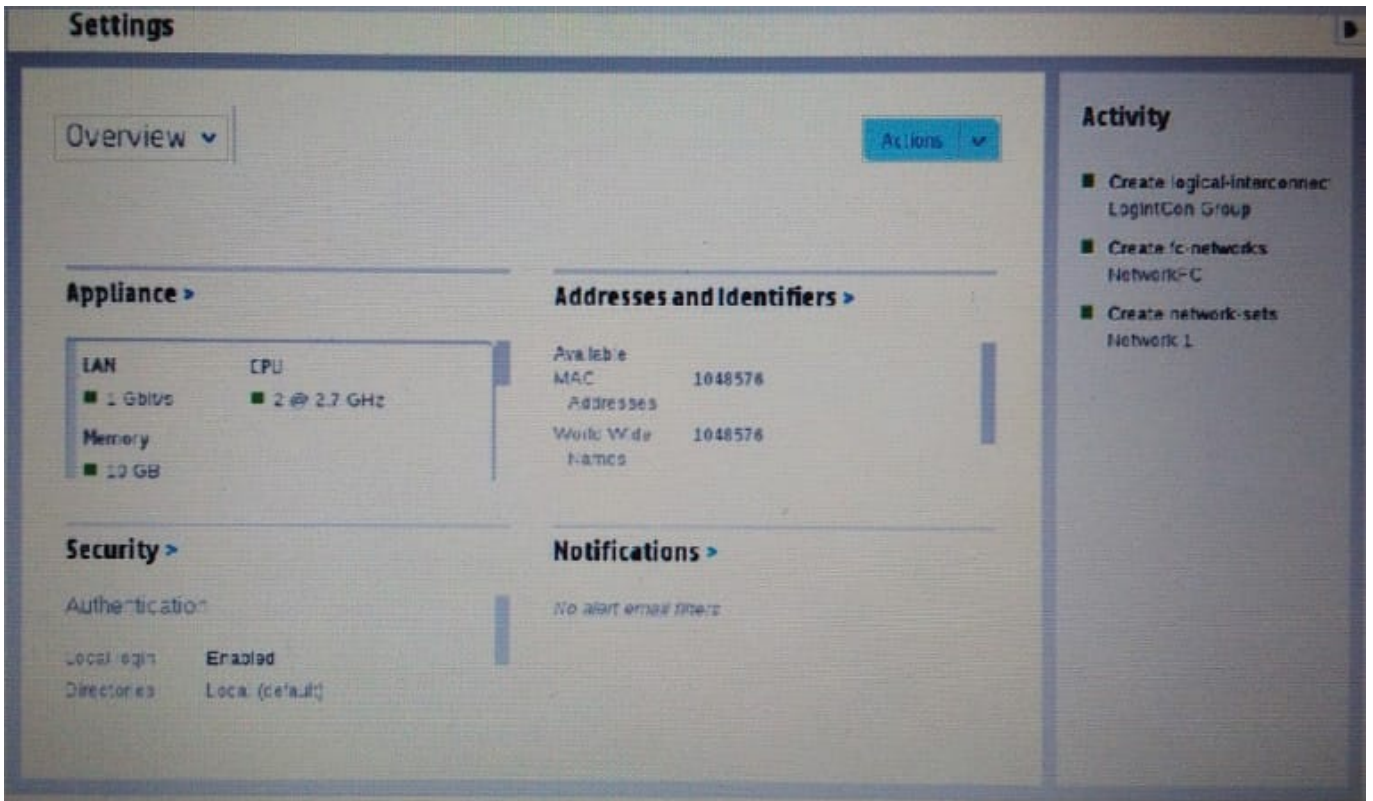 Settings
Overview
Actions
Appliance >
LAN
CPU
1 Gbit/s
2 @ 2.7 GHz
Memory
10 GB
Addresses and Identifiers >
Available
MAC
Addresses
1048576
World Wide
Names
1048576
Security >
Authentication
Local login
Enabled
Directories
Local (default)
Notifications >
No alert email filters
Activity
Create logical-interconnec
LogIntCon Group
Create fc-networks
NetworkFC
Create network-sets
Network 1